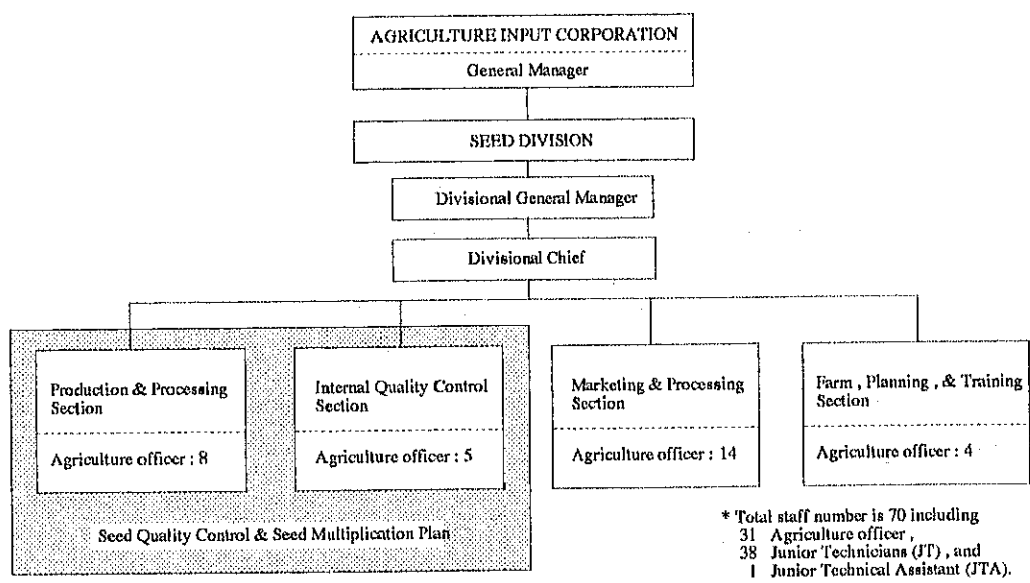 AGRICULTURE INPUT CORPORATION
General Manager
SEED DIVISION
Divisional General Manager
Divisional Chief
Production & Processing
Section
Agriculture officer : 8
Internal Quality Control
Section
Agriculture officer : 5
Marketing & Processing
Section
Agriculture officer : 14
Farm , Planning , & Training
Section
Agriculture officer : 4
Seed Quality Control & Seed Multiplication Plan
* Total staff number is 70 including
31 Agriculture officer ,
38 Junior Technicians (JT) , and
1 Junior Technical Assistant (JTA).